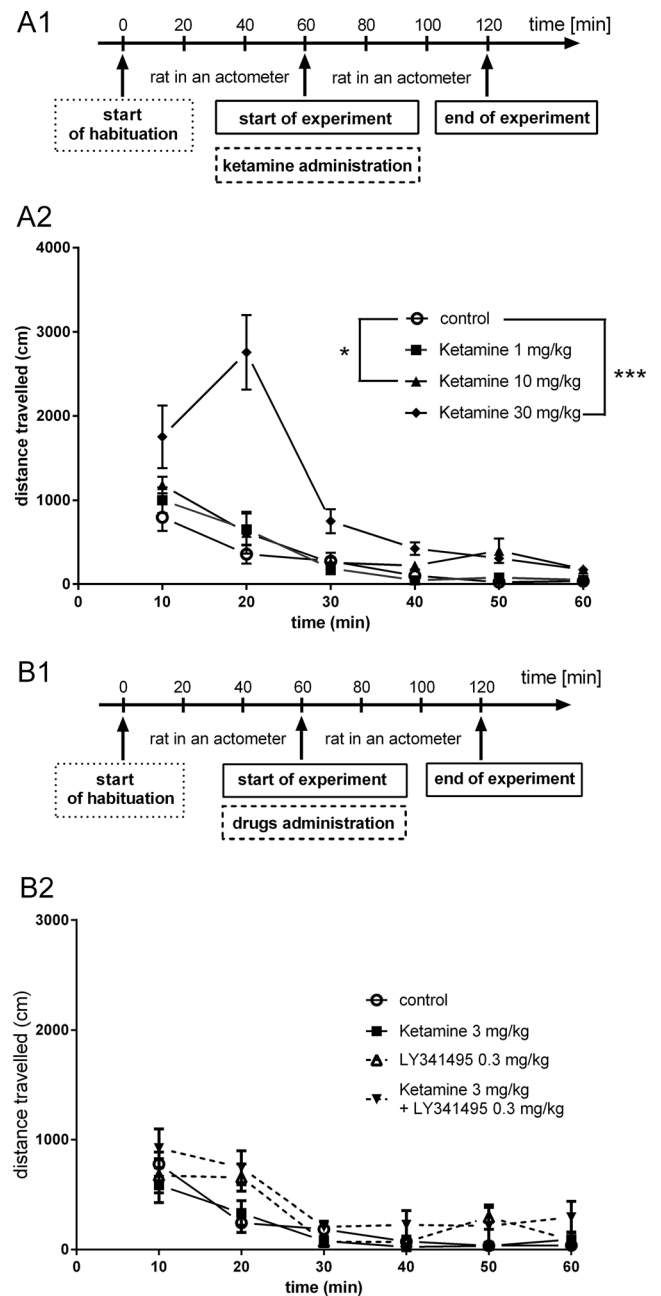 A1
0 20 40 60 80 100 120 time [min]
rat in an actometer rat in an actometer
start
of habituation
start of experiment
end of experiment
ketamine administration
A2
4000
3000
2000
1000
0
distance travelled (cm)
control
Ketamine 1 mg/kg
Ketamine 10 mg/kg
Ketamine 30 mg/kg
*
***
0 10 20 30 40 50 60
time (min)
B1
0 20 40 60 80 100 120 time [min]
rat in an actometer rat in an actometer
start
of habituation
start of experiment
end of experiment
drugs administration
B2
3000
2000
1000
0
distance travelled (cm)
control
Ketamine 3 mg/kg
LY341495 0.3 mg/kg
Ketamine 3 mg/kg
+ LY341495 0.3 mg/kg
0 10 20 30 40 50 60
time (min)